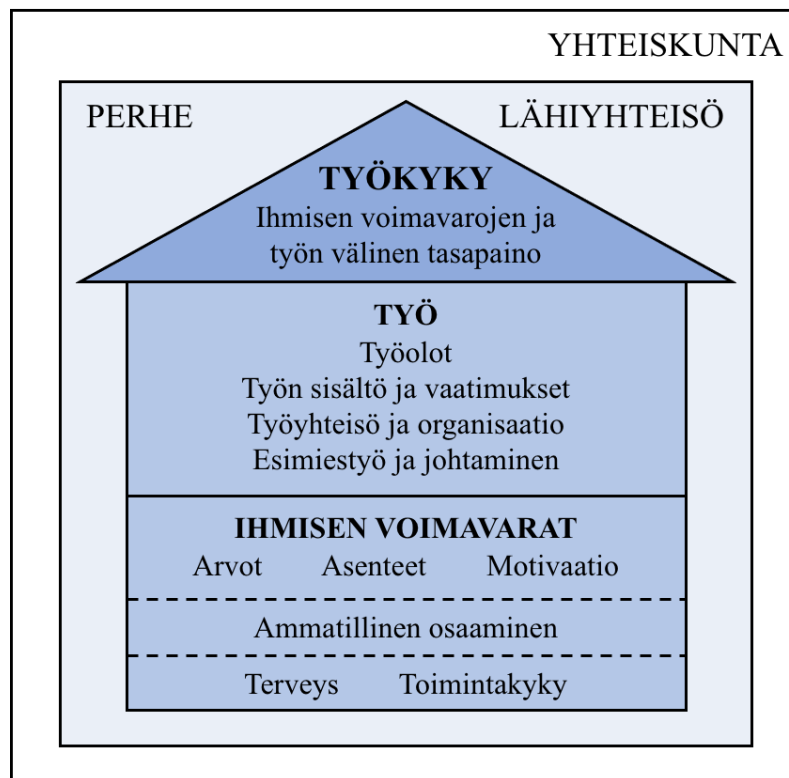 YHTEISKUNTA
PERHE LÄHIYHTEISÖ
TYÖKYKY
Ihmisen voimavarojen ja
työn välinen tasapaino
TYÖ
Työolot
Työn sisältö ja vaatimukset
Työyhteisö ja organisaatio
Esimiestyö ja johtaminen
IHMISEN VOIMAVARAT
Arvot Asenteet Motivaatio
Ammatillinen osaaminen
Terveys Toimintakyky